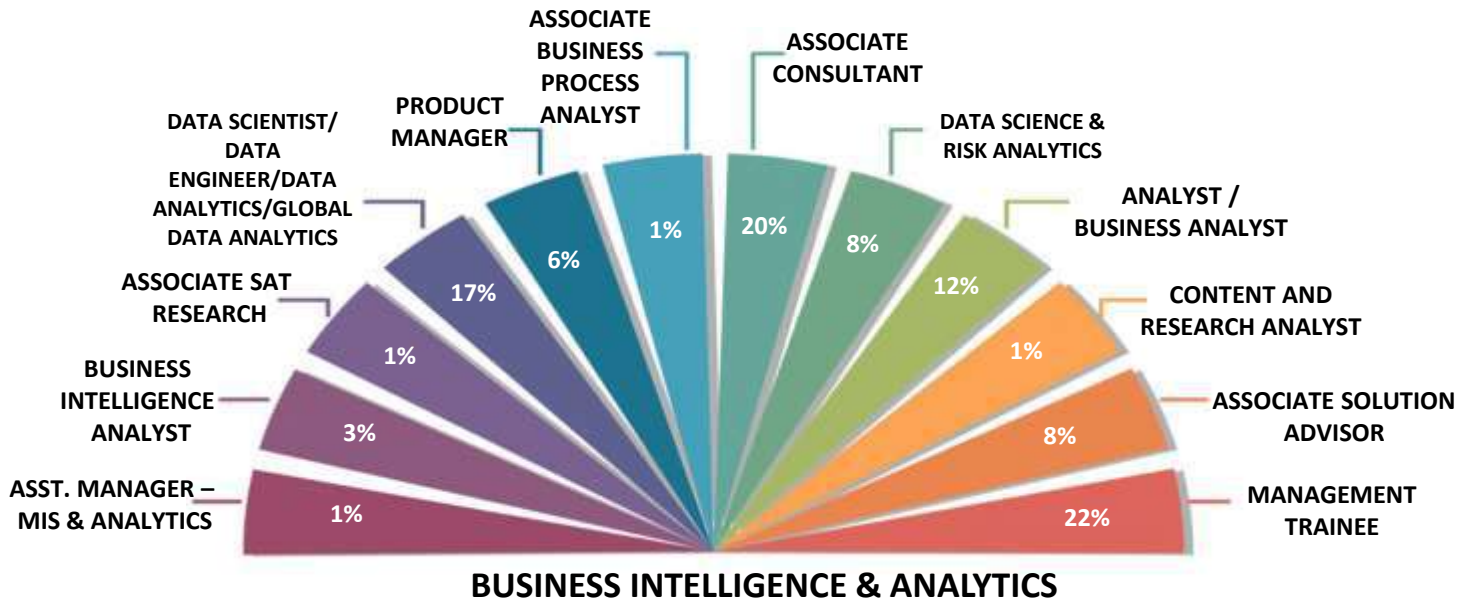 ASSOCIATE
BUSINESS
PROCESS
ANALYST
ASSOCIATE
CONSULTANT
PRODUCT
MANAGER
DATA SCIENTIST/
DATA
ENGINEER/DATA
ANALYTICS/GLOBAL
DATA ANALYTICS
DATA SCIENCE &
RISK ANALYTICS
ANALYST /
BUSINESS ANALYST
ASSOCIATE SAT
RESEARCH
CONTENT AND
RESEARCH ANALYST
BUSINESS
INTELLIGENCE
ANALYST
ASSOCIATE SOLUTION
ADVISOR
ASST. MANAGER –
MIS & ANALYTICS
MANAGEMENT
TRAINEE
1%
3%
1%
17%
6%
1%
20%
8%
12%
1%
8%
22%
BUSINESS INTELLIGENCE & ANALYTICS